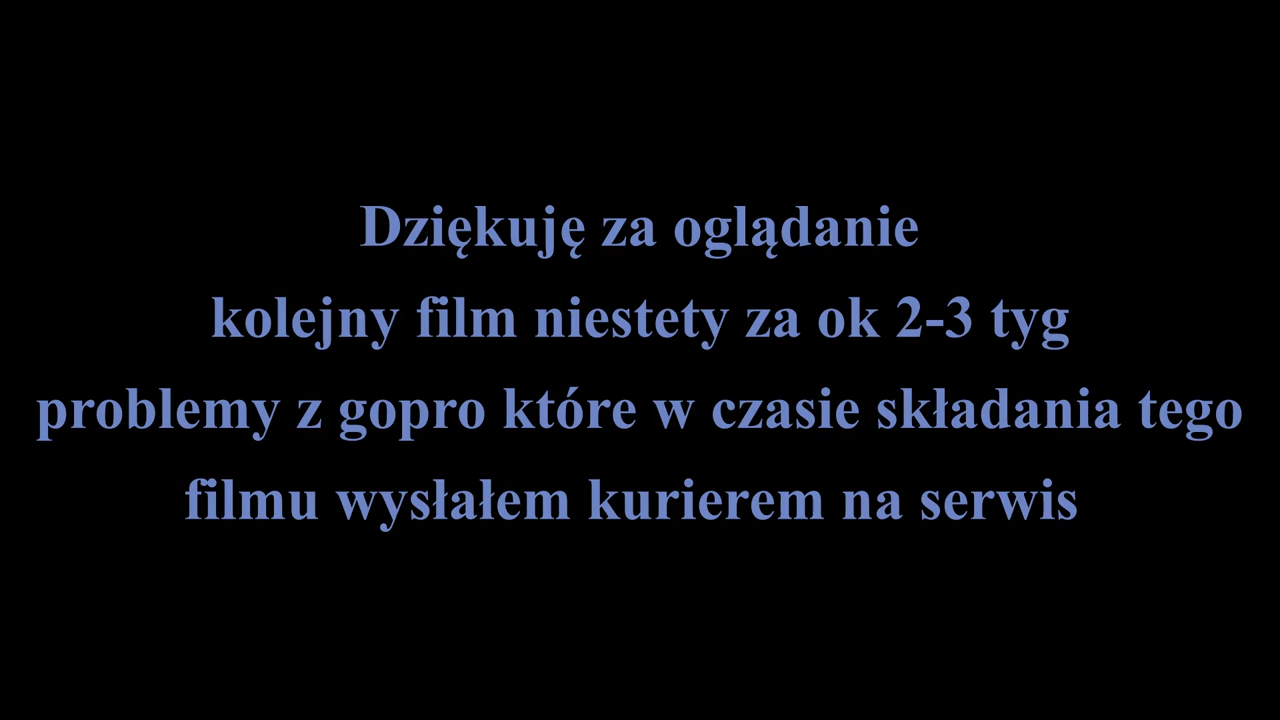 Dziękuję za oglądanie
kolejny film niestety za ok 2-3 tyg
problemy z gopro które w czasie składania tego
filmu wysłałem kurierem na serwis